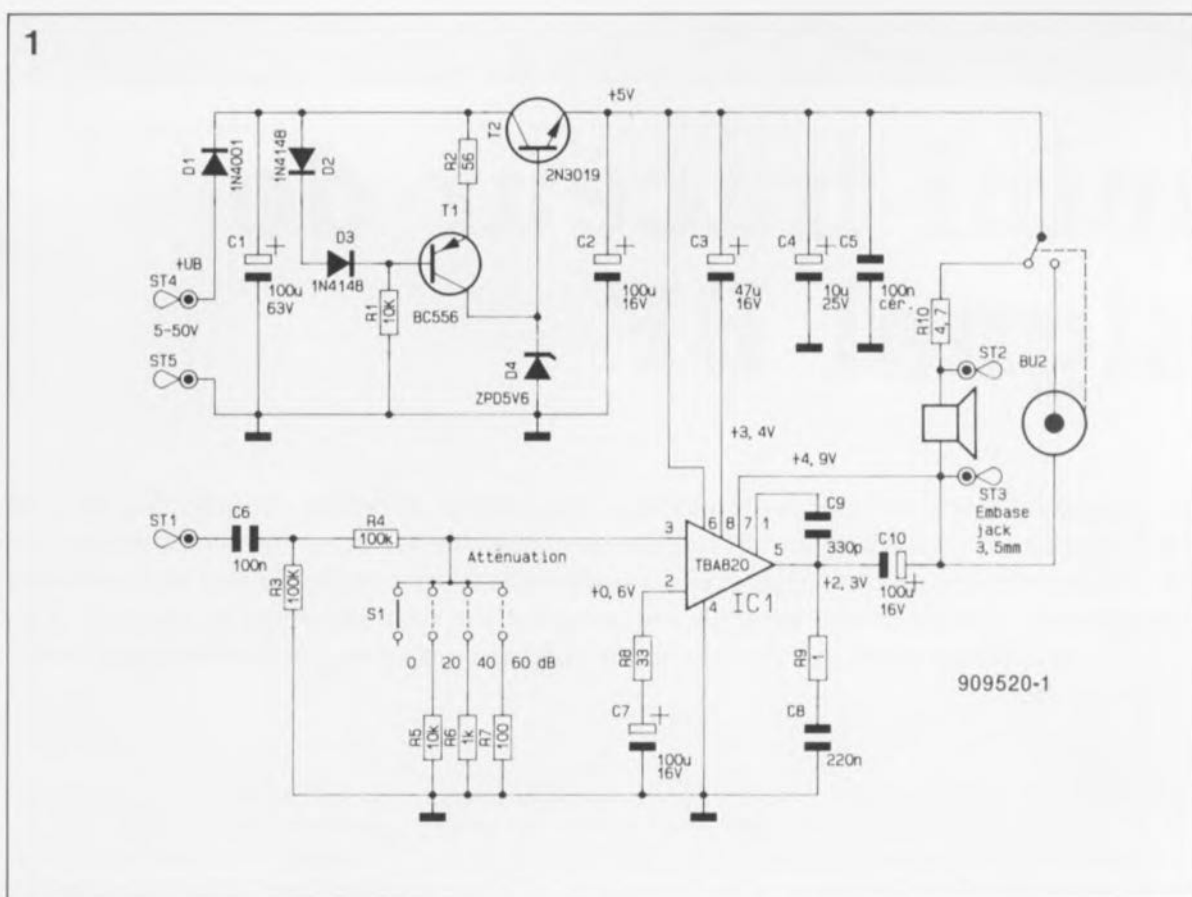 1
+5V
T2
2N3019
D1
1N4001
1N4148
D2
R2
56
T1
D3
1N4148
C1
+
100u
63V
+UB
ST4
5-50V
ST5
R1
10K
BC556
D4
ZPD5V6
C2
+
100u
16V
C3
+
47u
16V
C4
+
10u
25V
C5
100n
cér.
R10
4,7
ST2
BU2
+3,4V
+4,9V
ST3
Embase
jack
3,5mm
ST1
C6
100n
R3
100K
R4
100k
Atténuation
S1
0 20 40 60 dB
R5
10k
R6
1k
R7
100
3
2
6 8 7 1
5
4
TBA820
IC1
+0,6V
R8
33
C7
+
100u
16V
C9
330p
+2,3V
C10
+
100u
16V
R9
1
C8
220n
909520-1